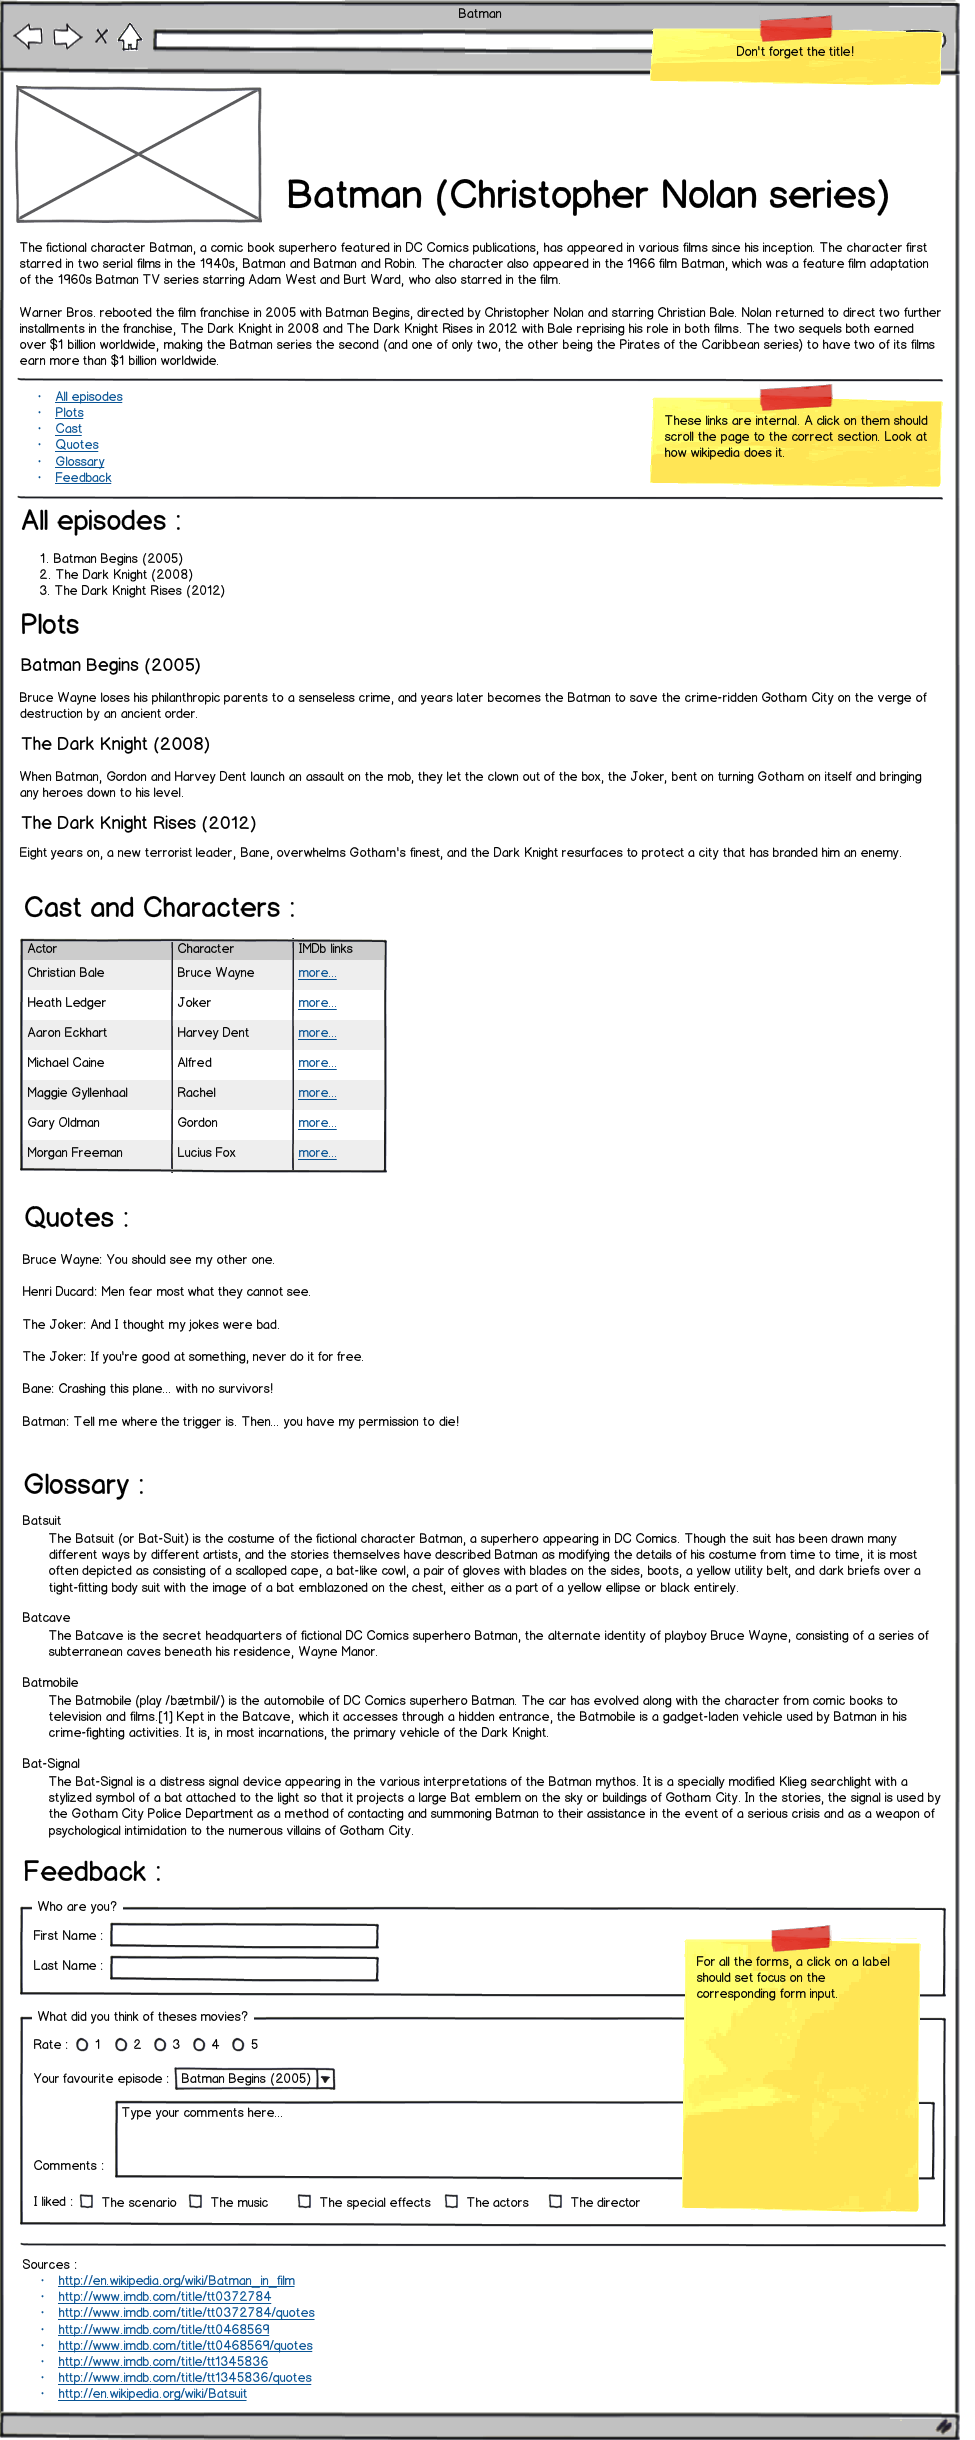 Batman
Don't forget the title!
Batman (Christopher Nolan series)
The fictional character Batman, a comic book superhero featured in DC Comics publications, has appeared in various films since his inception. The character first
starred in two serial films in the 1940s, Batman and Batman and Robin. The character also appeared in the 1966 film Batman, which was a feature film adaptation
of the 1960s Batman TV series starring Adam West and Burt Ward, who also starred in the film.
Warner Bros. rebooted the film franchise in 2005 with Batman Begins, directed by Christopher Nolan and starring Christian Bale. Nolan returned to direct two further
installments in the franchise, The Dark Knight in 2008 and The Dark Knight Rises in 2012 with Bale reprising his role in both films. The two sequels both earned
over $1 billion worldwide, making the Batman series the second (and one of only two, the other being the Pirates of the Caribbean series) to have two of its films
earn more than $1 billion worldwide.
· All episodes
· Plots
· Cast
· Quotes
· Glossary
· Feedback
These links are internal. A click on them should
scroll the page to the correct section. Look at
how wikipedia does it.
All episodes :
1. Batman Begins (2005)
2. The Dark Knight (2008)
3. The Dark Knight Rises (2012)
Plots
Batman Begins (2005)
Bruce Wayne loses his philanthropic parents to a senseless crime, and years later becomes the Batman to save the crime-ridden Gotham City on the verge of
destruction by an ancient order.
The Dark Knight (2008)
When Batman, Gordon and Harvey Dent launch an assault on the mob, they let the clown out of the box, the Joker, bent on turning Gotham on itself and bringing
any heroes down to his level.
The Dark Knight Rises (2012)
Eight years on, a new terrorist leader, Bane, overwhelms Gotham's finest, and the Dark Knight resurfaces to protect a city that has branded him an enemy.
Cast and Characters :
Actor Character IMDb links
Christian Bale Bruce Wayne more...
Heath Ledger Joker more...
Aaron Eckhart Harvey Dent more...
Michael Caine Alfred more...
Maggie Gyllenhaal Rachel more...
Gary Oldman Gordon more...
Morgan Freeman Lucius Fox more...
Quotes :
Bruce Wayne: You should see my other one.
Henri Ducard: Men fear most what they cannot see.
The Joker: And I thought my jokes were bad.
The Joker: If you're good at something, never do it for free.
Bane: Crashing this plane... with no survivors!
Batman: Tell me where the trigger is. Then... you have my permission to die!
Glossary :
Batsuit
The Batsuit (or Bat-Suit) is the costume of the fictional character Batman, a superhero appearing in DC Comics. Though the suit has been drawn many
different ways by different artists, and the stories themselves have described Batman as modifying the details of his costume from time to time, it is most
often depicted as consisting of a scalloped cape, a bat-like cowl, a pair of gloves with blades on the sides, boots, a yellow utility belt, and dark briefs over a
tight-fitting body suit with the image of a bat emblazoned on the chest, either as a part of a yellow ellipse or black entirely.
Batcave
The Batcave is the secret headquarters of fictional DC Comics superhero Batman, the alternate identity of playboy Bruce Wayne, consisting of a series of
subterranean caves beneath his residence, Wayne Manor.
Batmobile
The Batmobile (play /bætmbil/) is the automobile of DC Comics superhero Batman. The car has evolved along with the character from comic books to
television and films.[1] Kept in the Batcave, which it accesses through a hidden entrance, the Batmobile is a gadget-laden vehicle used by Batman in his
crime-fighting activities. It is, in most incarnations, the primary vehicle of the Dark Knight.
Bat-Signal
The Bat-Signal is a distress signal device appearing in the various interpretations of the Batman mythos. It is a specially modified Klieg searchlight with a
stylized symbol of a bat attached to the light so that it projects a large Bat emblem on the sky or buildings of Gotham City. In the stories, the signal is used by
the Gotham City Police Department as a method of contacting and summoning Batman to their assistance in the event of a serious crisis and as a weapon of
psychological intimidation to the numerous villains of Gotham City.
Feedback :
Who are you?
First Name :
Last Name :
For all the forms, a click on a label
should set focus on the
corresponding form input.
What did you think of theses movies?
Rate : 1 2 3 4 5
Your favourite episode : Batman Begins (2005)
Type your comments here...
Comments :
I liked : The scenario The music The special effects The actors The director
Sources :
· http://en.wikipedia.org/wiki/Batman_in_film
· http://www.imdb.com/title/tt0372784
· http://www.imdb.com/title/tt0372784/quotes
· http://www.imdb.com/title/tt0468569
· http://www.imdb.com/title/tt0468569/quotes
· http://www.imdb.com/title/tt1345836
· http://www.imdb.com/title/tt1345836/quotes
· http://en.wikipedia.org/wiki/Batsuit